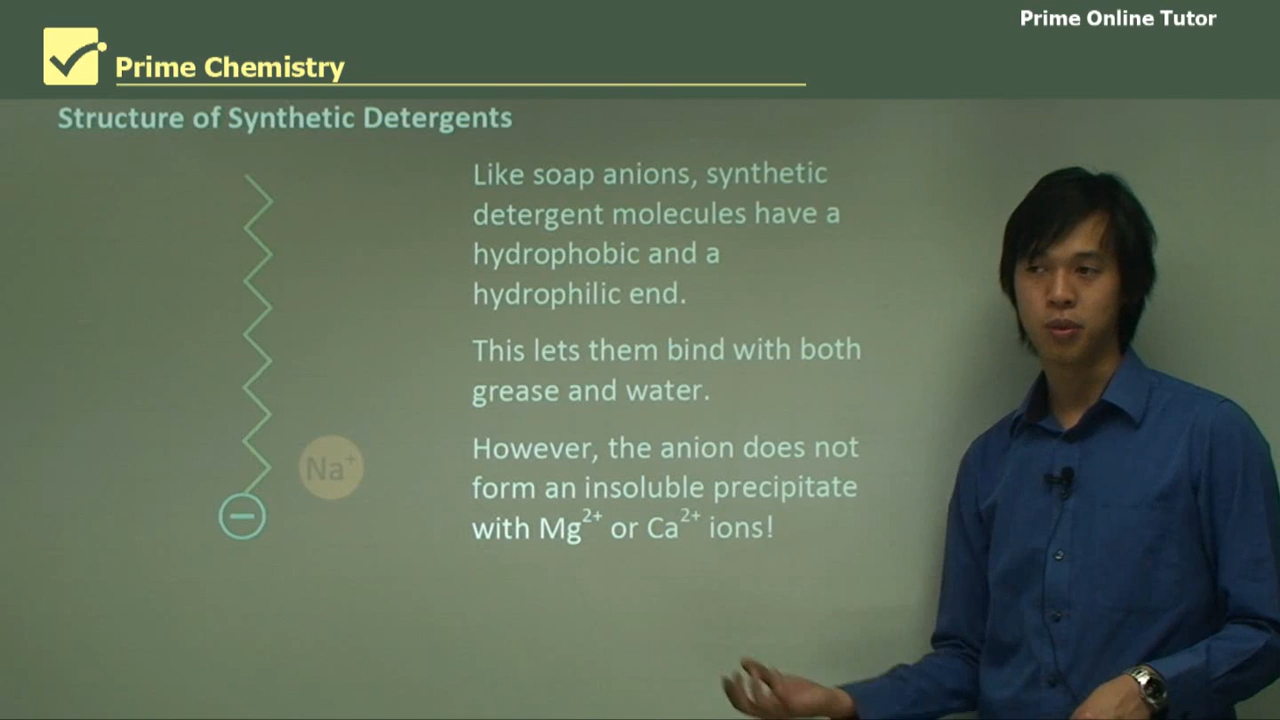 Prime Online Tutor
Prime Chemistry
Structure of Synthetic Detergents
Like soap anions, synthetic
detergent molecules have a
hydrophobic and a
hydrophilic end.
This lets them bind with both
grease and water.
However, the anion does not
form an insoluble precipitate
with Mg²⁺ or Ca²⁺ ions!
Na⁺
−